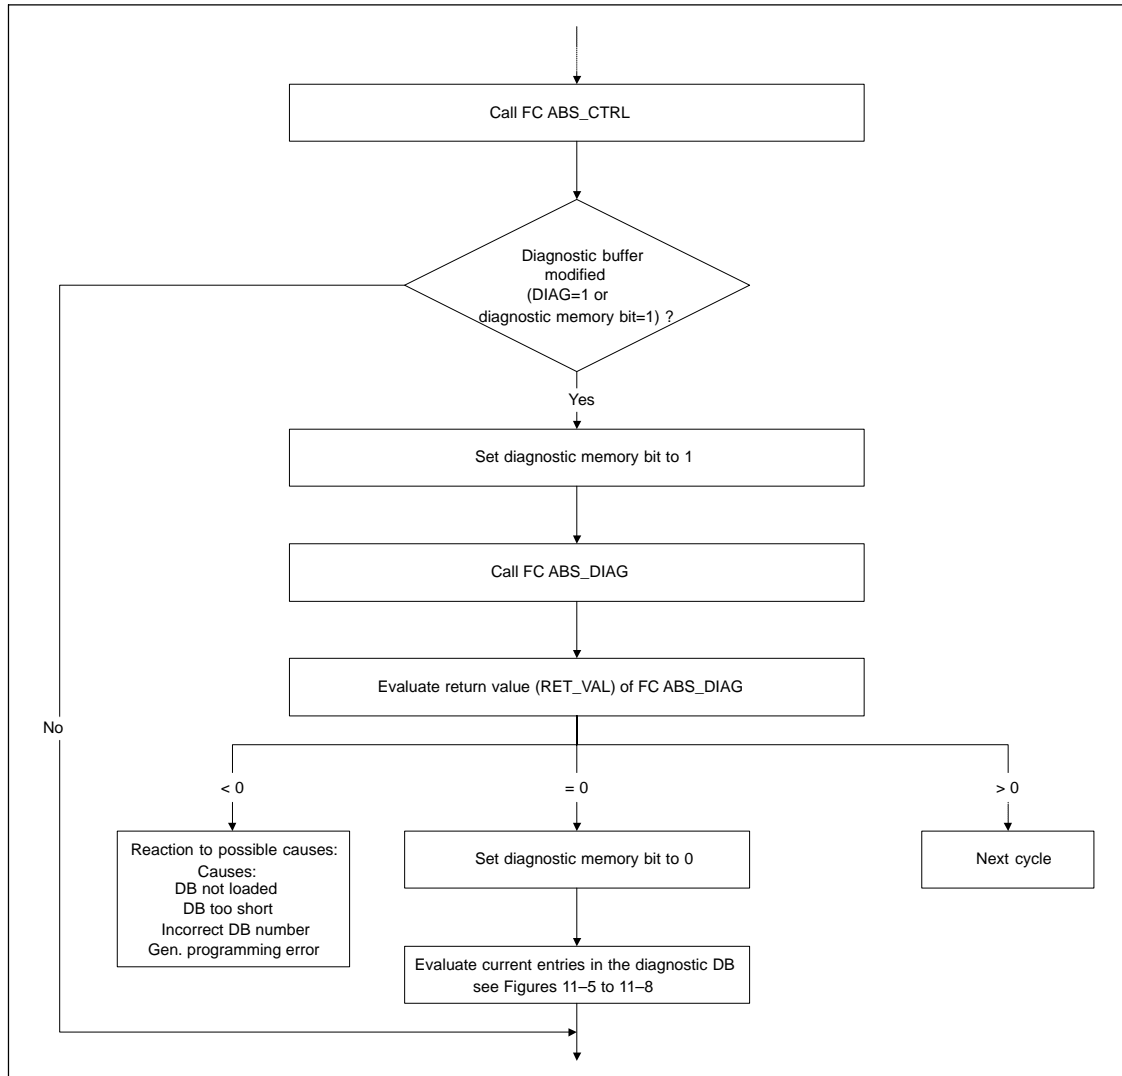 Call FC ABS_CTRL
Diagnostic buffer
modified
(DIAG=1 or
diagnostic memory bit=1) ?
Yes
Set diagnostic memory bit to 1
Call FC ABS_DIAG
Evaluate return value (RET_VAL) of FC ABS_DIAG
No
< 0
= 0
> 0
Reaction to possible causes:
Causes:
DB not loaded
DB too short
Incorrect DB number
Gen. programming error
Set diagnostic memory bit to 0
Next cycle
Evaluate current entries in the diagnostic DB
see Figures 11–5 to 11–8